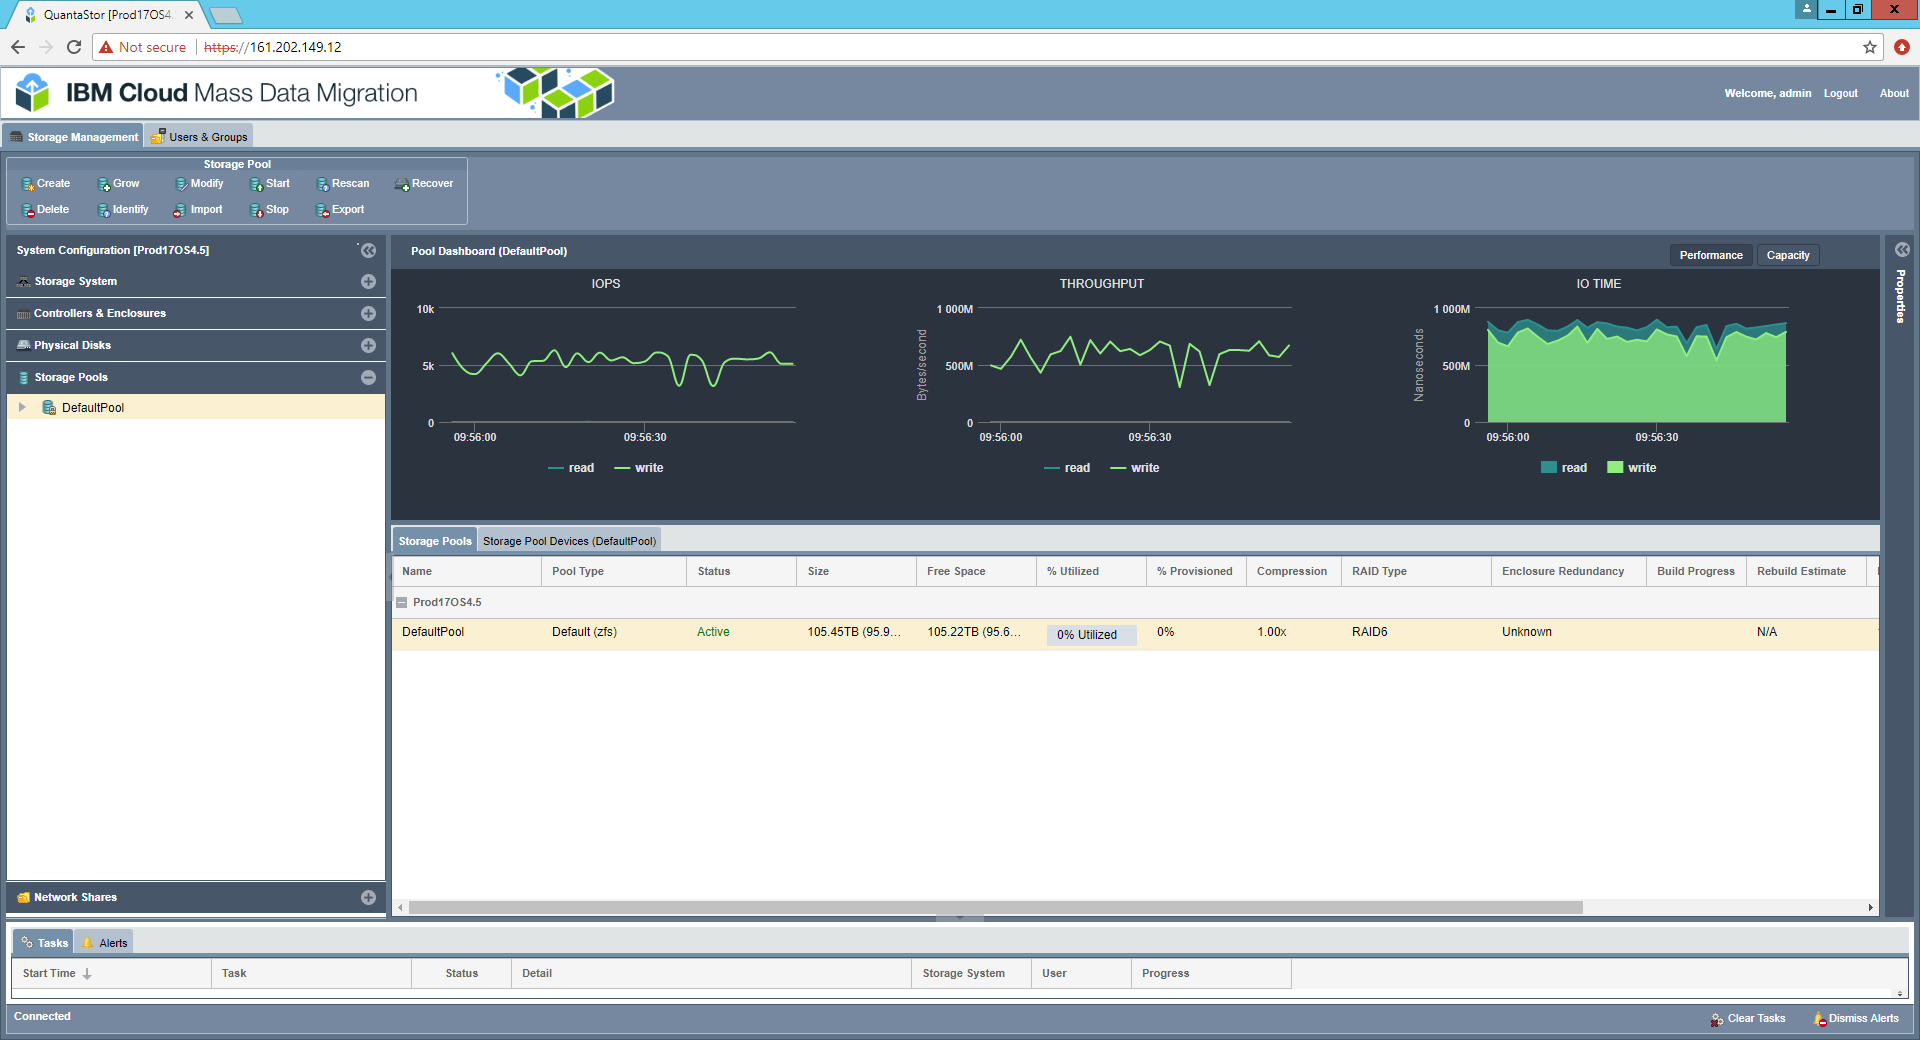 QuantaStor [Prod17OS4.
Not secure https://161.202.149.12
IBM Cloud Mass Data Migration
Welcome, admin Logout About
Storage Management Users & Groups
Storage Pool
Create Grow Modify Start Rescan Recover
Delete Identify Import Stop Export
System Configuration [Prod17OS4.5]
Storage System
Controllers & Enclosures
Physical Disks
Storage Pools
DefaultPool
Network Shares
Pool Dashboard (DefaultPool)
Performance Capacity
IOPS
10k
5k
0
09:56:00 09:56:30
read write
THROUGHPUT
Bytes/second
1 000M
500M
0
09:56:00 09:56:30
read write
IO TIME
Nanoseconds
1 000M
500M
0
09:56:00 09:56:30
read write
Properties
Storage Pools Storage Pool Devices (DefaultPool)
Name Pool Type Status Size Free Space % Utilized % Provisioned Compression RAID Type Enclosure Redundancy Build Progress Rebuild Estimate
Prod17OS4.5
DefaultPool Default (zfs) Active 105.45TB (95.9... 105.22TB (95.6... 0% Utilized 0% 1.00x RAID6 Unknown N/A
Tasks Alerts
Start Time Task Status Detail Storage System User Progress
Connected
Clear Tasks Dismiss Alerts